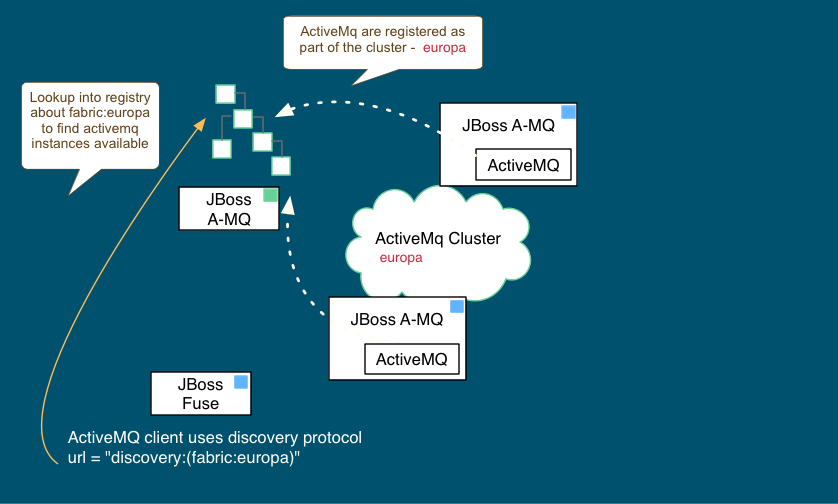 ActiveMq are registered as
part of the cluster - europa
Lookup into registry
about fabric:europa
to find activemq
instances available
JBoss A-MQ
ActiveMQ
JBoss
A-MQ
ActiveMq Cluster
europa
JBoss A-MQ
ActiveMQ
JBoss
Fuse
ActiveMQ client uses discovery protocol
url = "discovery:(fabric:europa)"